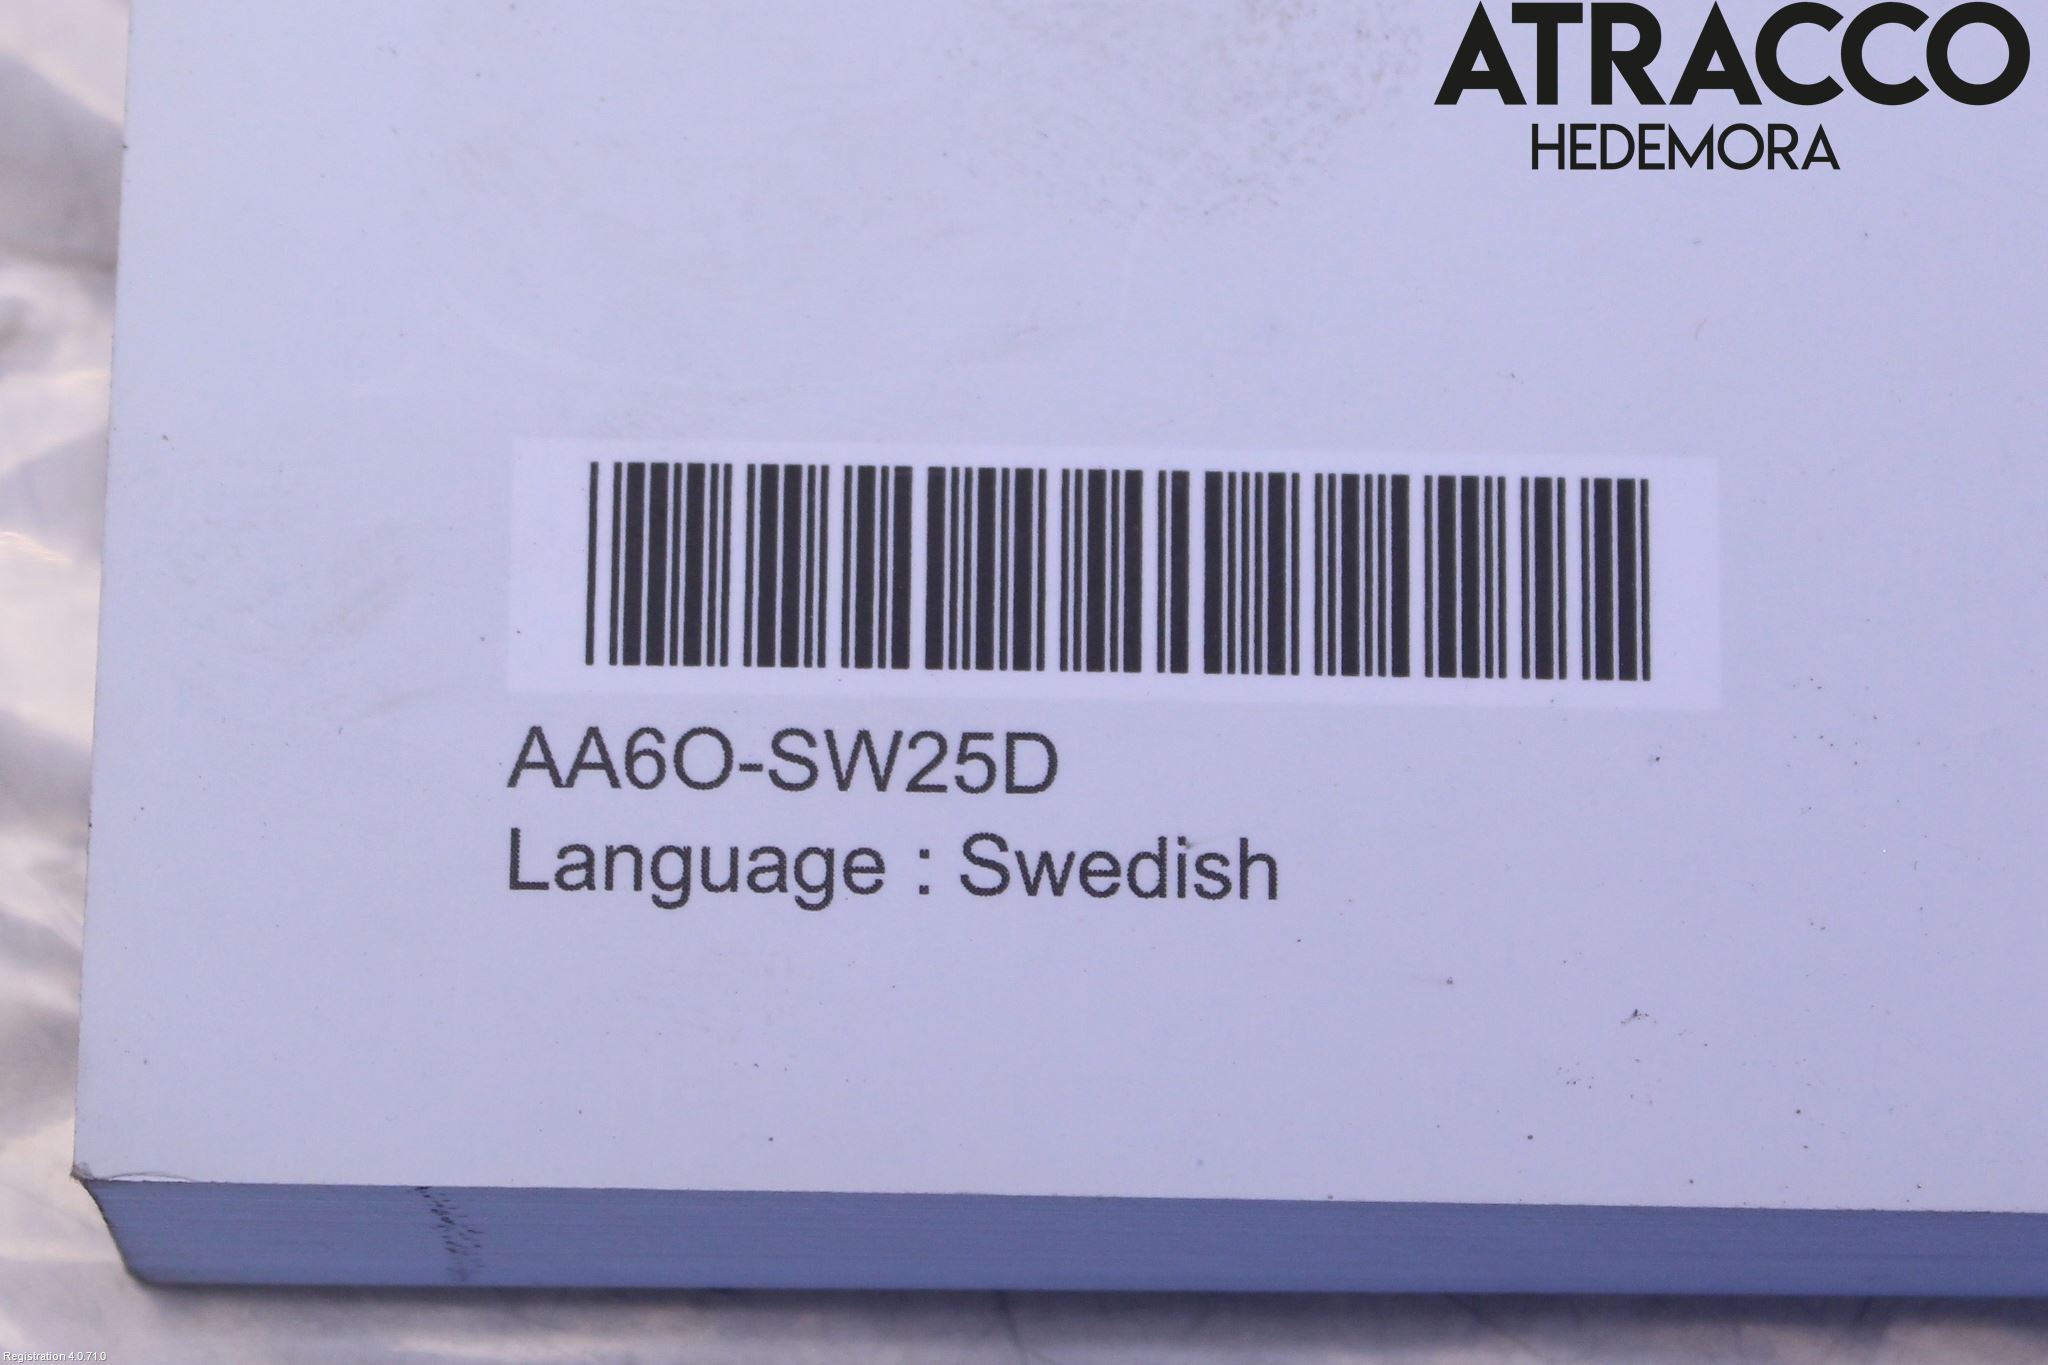 ATRACCO
HEDEMORA
AA6O-SW25D
Language : Swedish
Registration 4.0.71.0